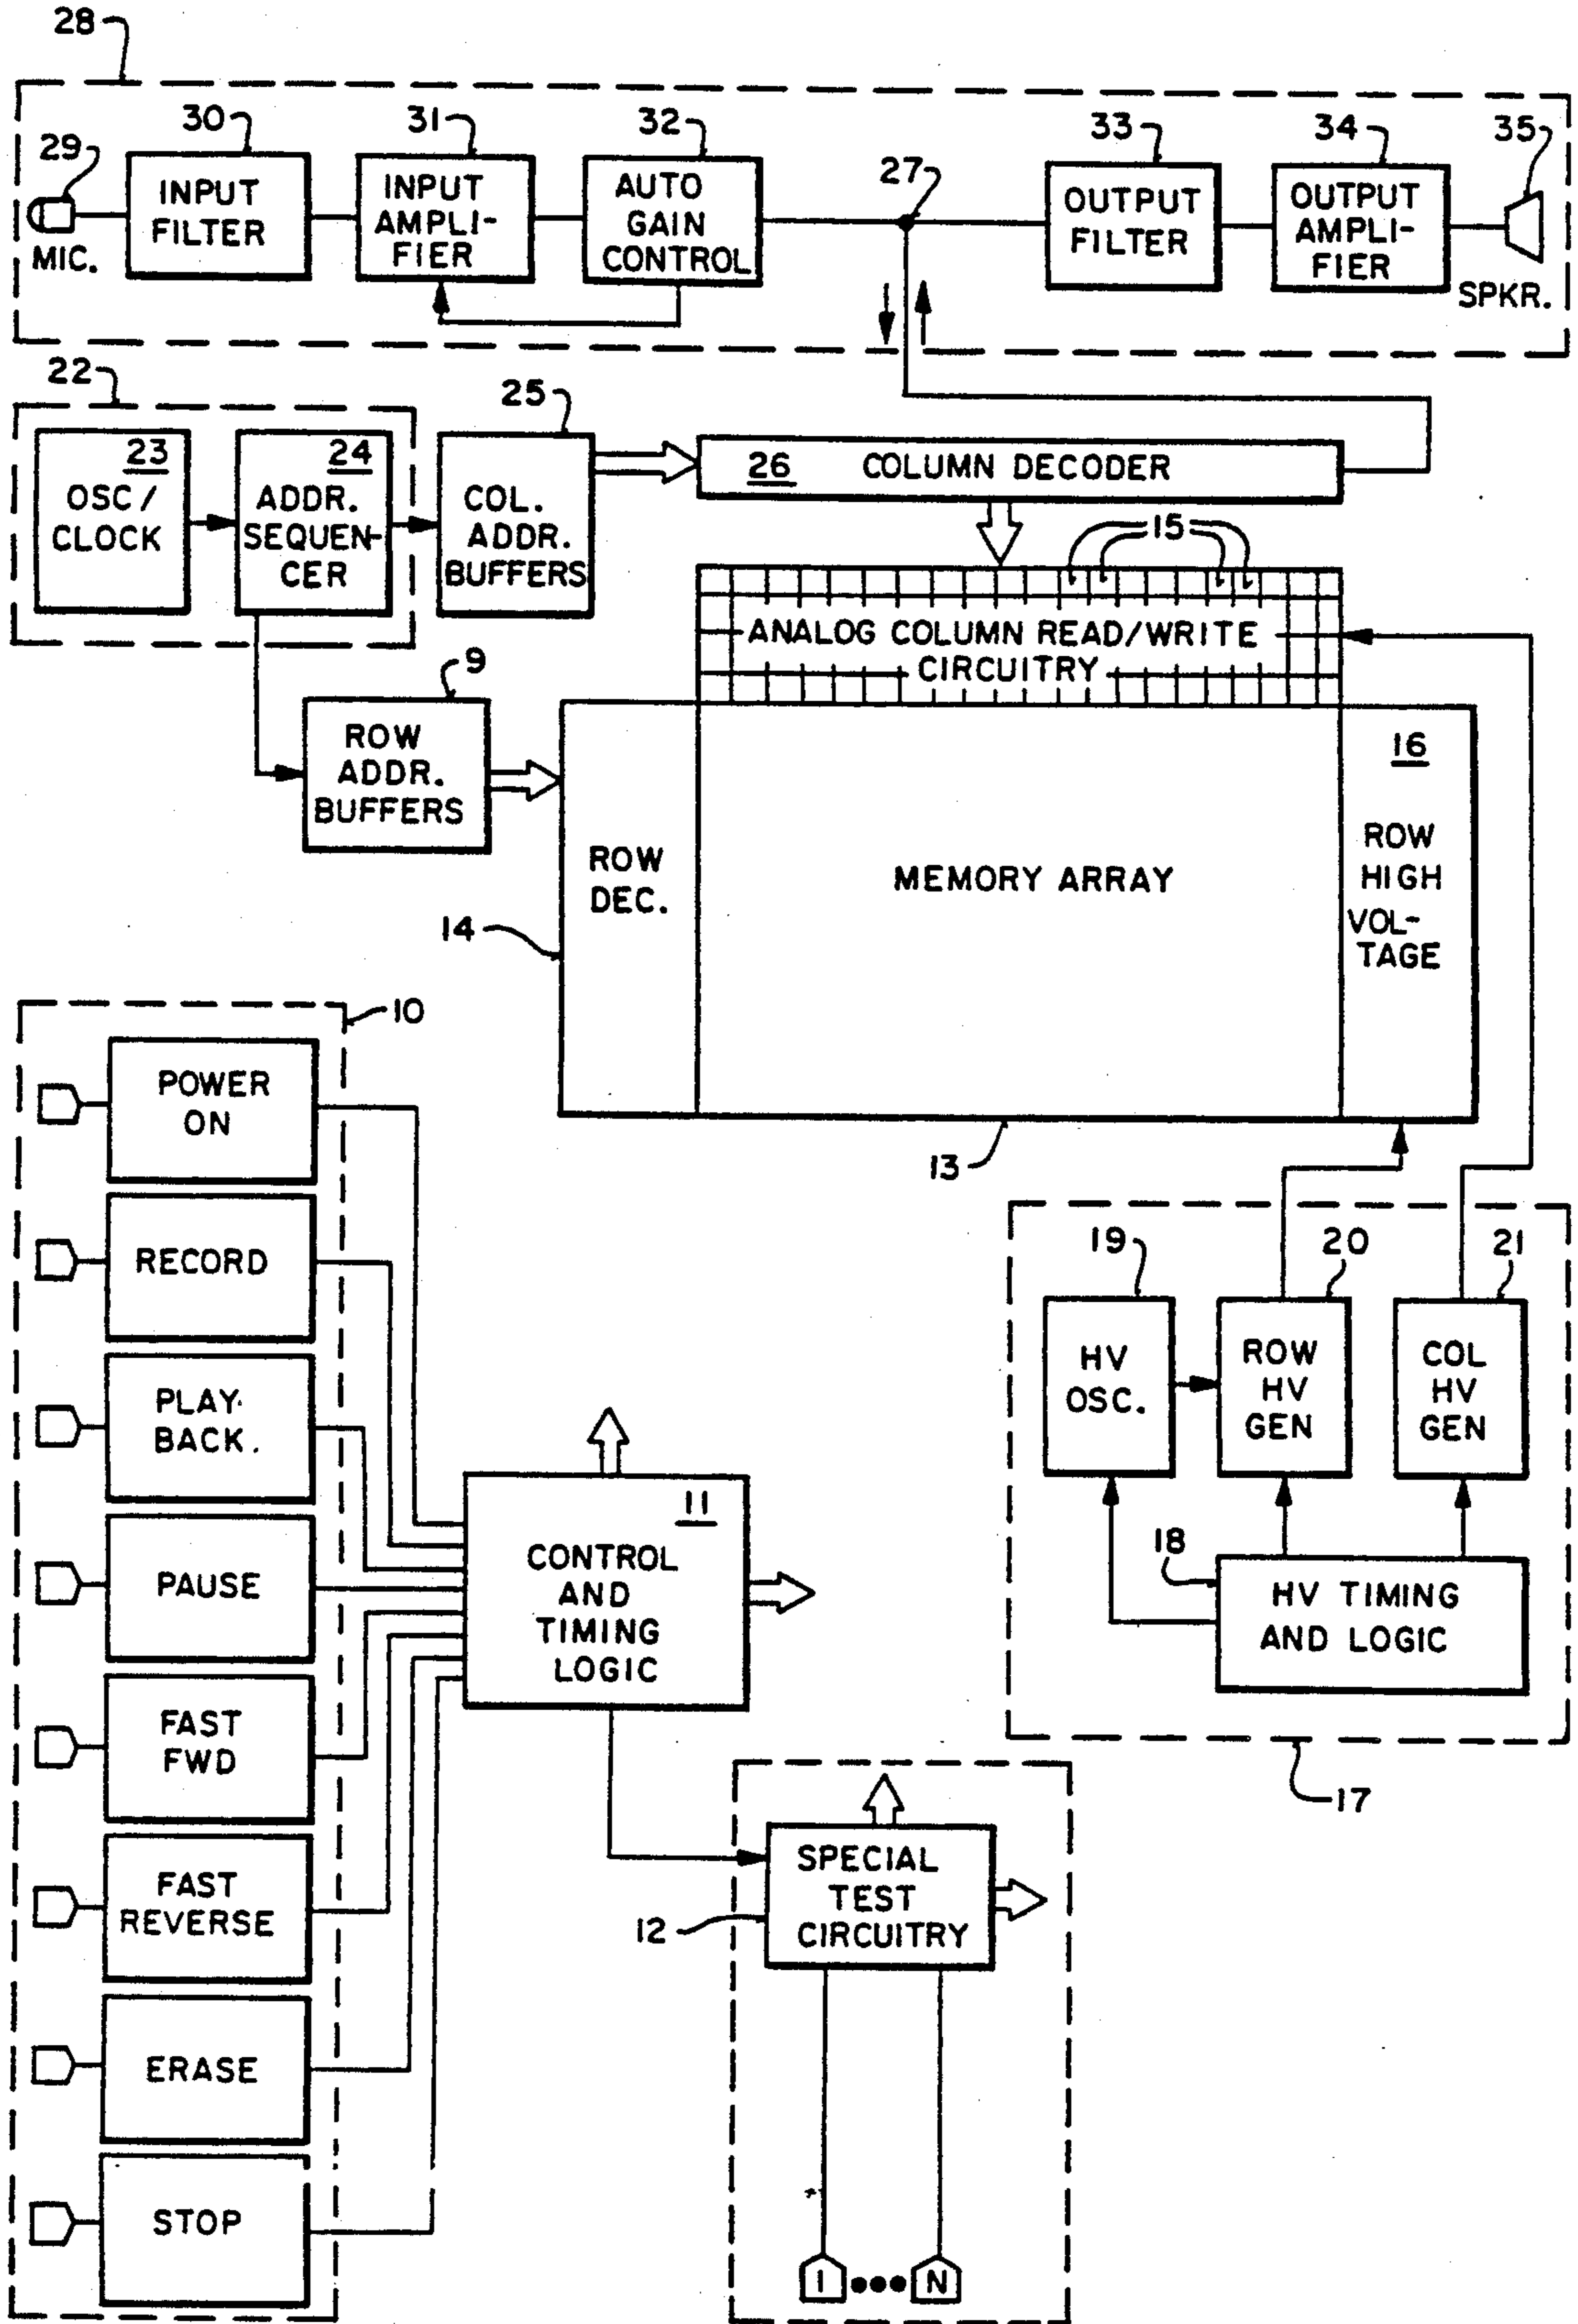 28
30
31
32
33
34
35
29
27
INPUT
FILTER
INPUT
AMPLI-
FIER
AUTO
GAIN
CONTROL
OUTPUT
FILTER
OUTPUT
AMPLI-
FIER
MIC.
SPKR.
22
25
23
OSC/
CLOCK
24
ADDR.
SEQUEN-
CER
COL.
ADDR.
BUFFERS
26 COLUMN DECODER
15
ANALOG COLUMN READ/WRITE
CIRCUITRY
9
ROW
ADDR.
BUFFERS
ROW
DEC.
14
MEMORY ARRAY
13
16
ROW
HIGH
VOL-
TAGE
10
POWER
ON
RECORD
PLAY-
BACK.
PAUSE
FAST
FWD
FAST
REVERSE
ERASE
STOP
11
CONTROL
AND
TIMING
LOGIC
19
20
21
HV
OSC.
ROW
HV
GEN
COL
HV
GEN
18
HV TIMING
AND LOGIC
17
12
SPECIAL
TEST
CIRCUITRY
1 ••• N